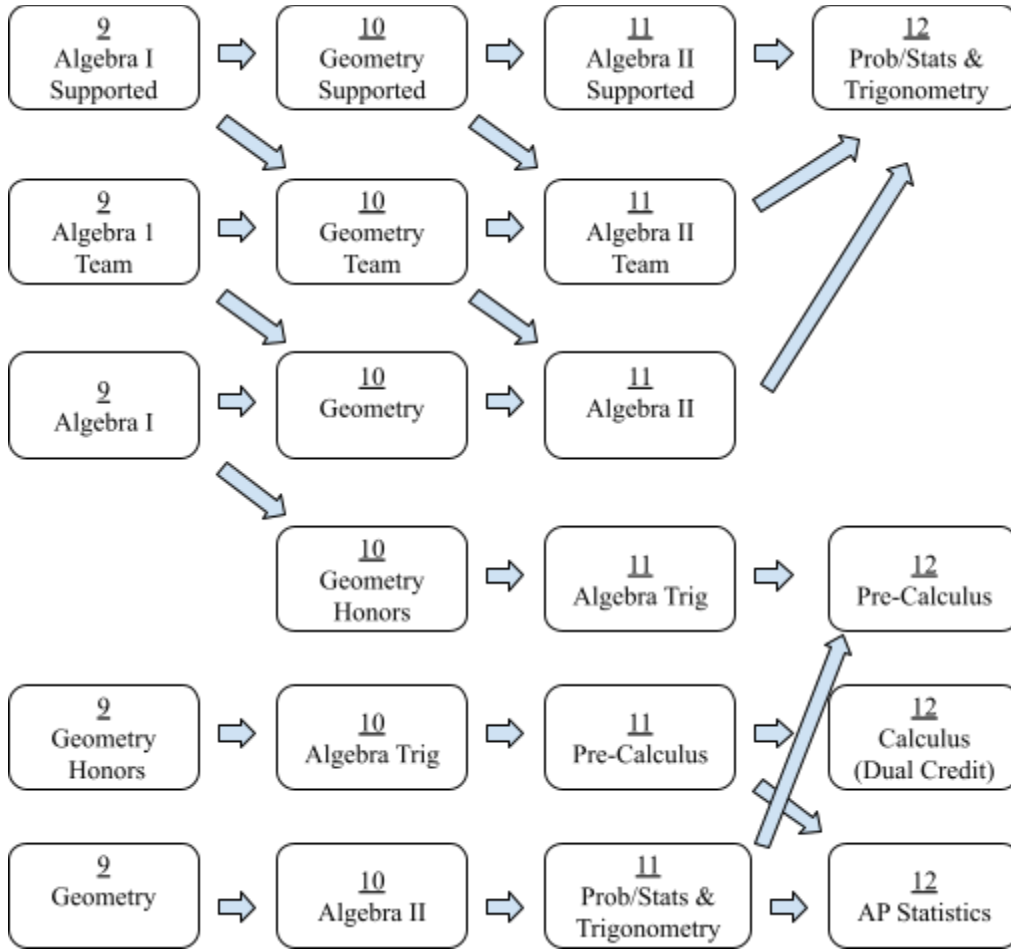 9
Algebra I
Supported
10
Geometry
Supported
11
Algebra II
Supported
12
Prob/Stats &
Trigonometry
9
Algebra 1
Team
10
Geometry
Team
11
Algebra II
Team
9
Algebra I
10
Geometry
11
Algebra II
10
Geometry
Honors
11
Algebra Trig
12
Pre-Calculus
9
Geometry
Honors
10
Algebra Trig
11
Pre-Calculus
12
Calculus
(Dual Credit)
9
Geometry
10
Algebra II
11
Prob/Stats &
Trigonometry
12
AP Statistics